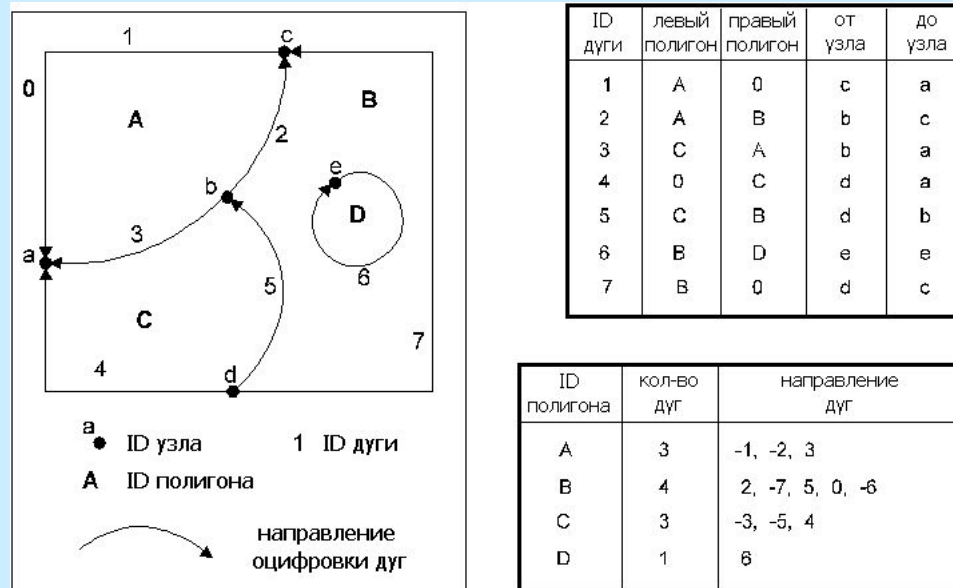 1
c
0
B
A
2
e
b
D
3
a
6
5
C
7
4
d
a ID узла 1 ID дуги
A ID полигона
направление
оцифровки дуг
ID дуги левый полигон правый полигон от узла до узла
1 A 0 c a
2 A B b c
3 C A b a
4 0 C d a
5 C B d b
6 B D e e
7 B 0 d c
ID полигона кол-во дуг направление дуг
A 3 -1, -2, 3
B 4 2, -7, 5, 0, -6
C 3 -3, -5, 4
D 1 6